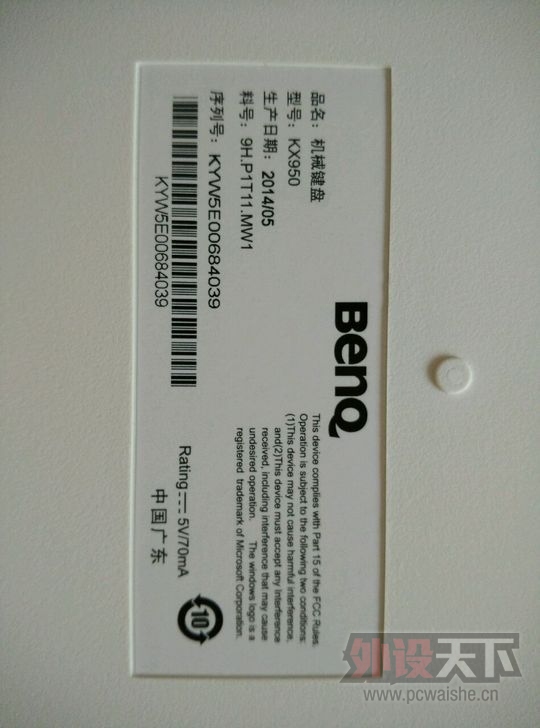 BenQ
品名：机械键盘
型号：KX950
生产日期：2014/05
料号：9H.P1T11.MW1
序列号：KYW5E00684039
KYW5E00684039
This device complies with Part 15 of the FCC Rules
Operation is subject to the following two conditions:
(1)This device may not cause harmful interference,
and(2)This device must accept any interference
received, including interference that may cause
undesired operation. The windows logo is a
registered trademark of Microsoft Corporation.
Rating⎓5V/70mA
中国广东
10
外设天下
www.pcwaishe.cn